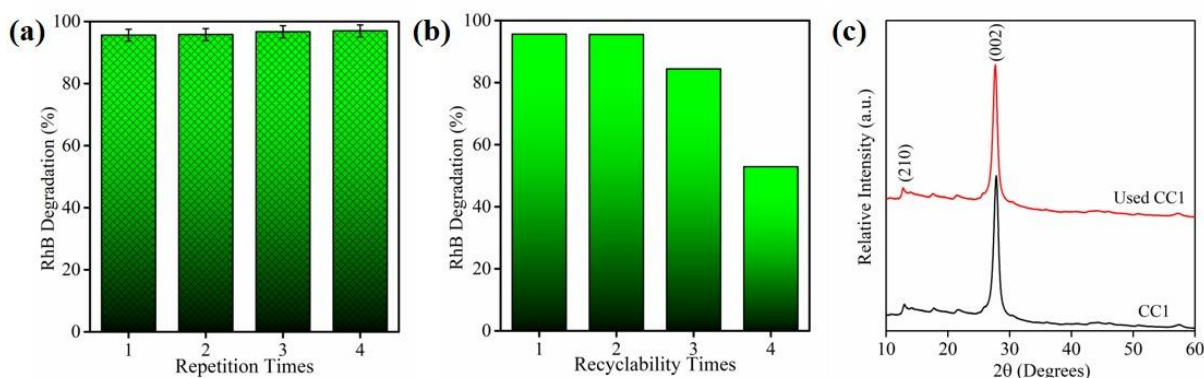 (a)
RhB Degradation (%)
100
80
60
40
20
0
1 2 3 4
Repetition Times
(b)
RhB Degradation (%)
100
80
60
40
20
0
1 2 3 4
Recyclability Times
(c)
Relative Intensity (a.u.)
(002)
(210)
Used CC1
CC1
10 20 30 40 50 60
2θ (Degrees)